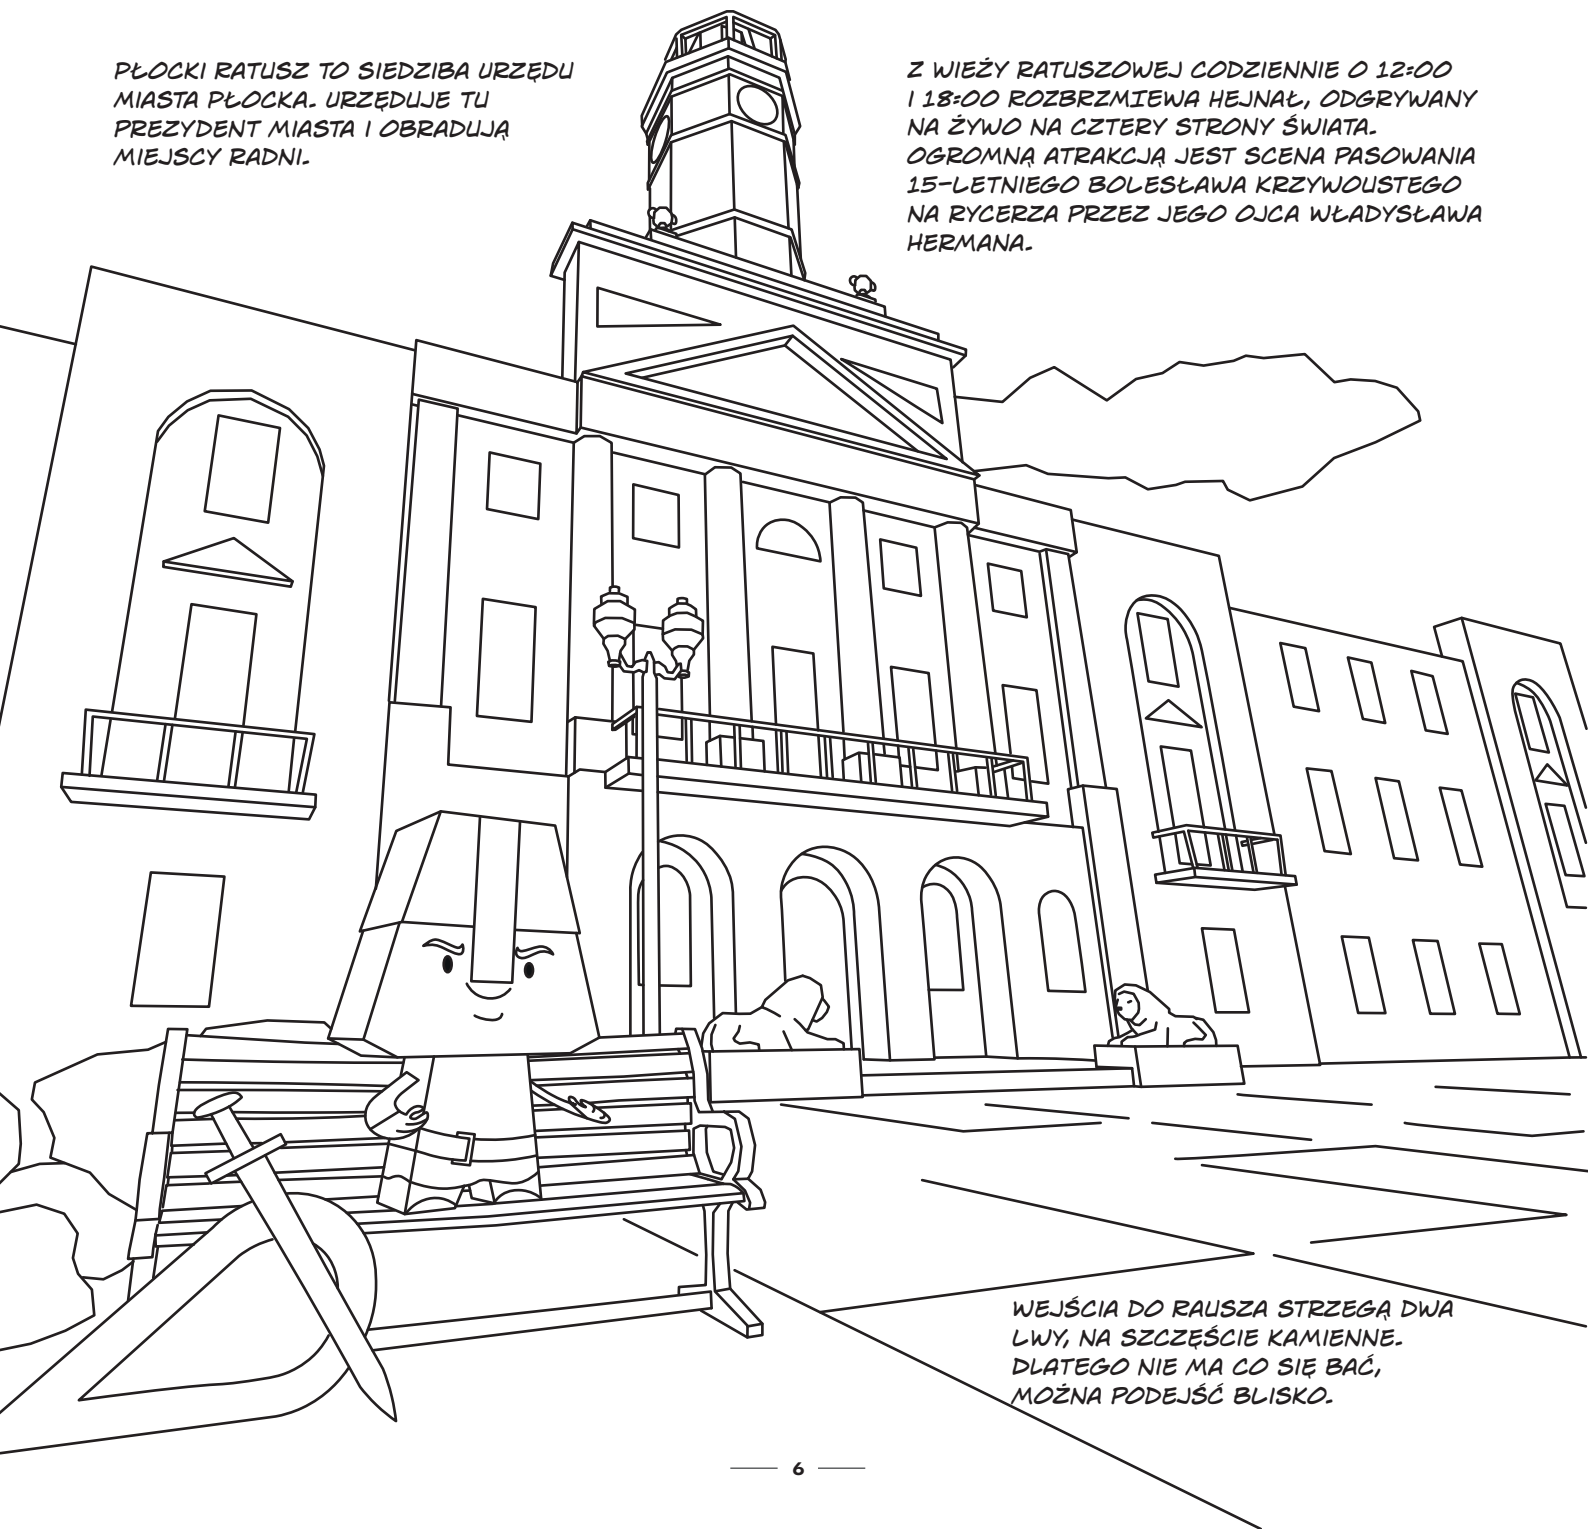 PŁOCKI RATUSZ TO SIEDZIBA URZĘDU
MIASTA PŁOCKA. URZĘDUJE TU
PREZYDENT MIASTA I OBRADUJĄ
MIEJSCY RADNI.
Z WIEŻY RATUSZOWEJ CODZIENNIE O 12:00
I 18:00 ROZBRZMIEWA HEJNAŁ, ODGRYWANY
NA ŻYWO NA CZTERY STRONY ŚWIATA.
OGROMNĄ ATRAKCJĄ JEST SCENA PASOWANIA
15-LETNIEGO BOLESŁAWA KRZYWOUSTEGO
NA RYCERZA PRZEZ JEGO OJCA WŁADYSŁAWA
HERMANA.
WEJŚCIA DO RAUSZA STRZEGĄ DWA
LWY, NA SZCZĘŚCIE KAMIENNE.
DLATEGO NIE MA CO SIĘ BAĆ,
MOŻNA PODEJŚĆ BLISKO.
6